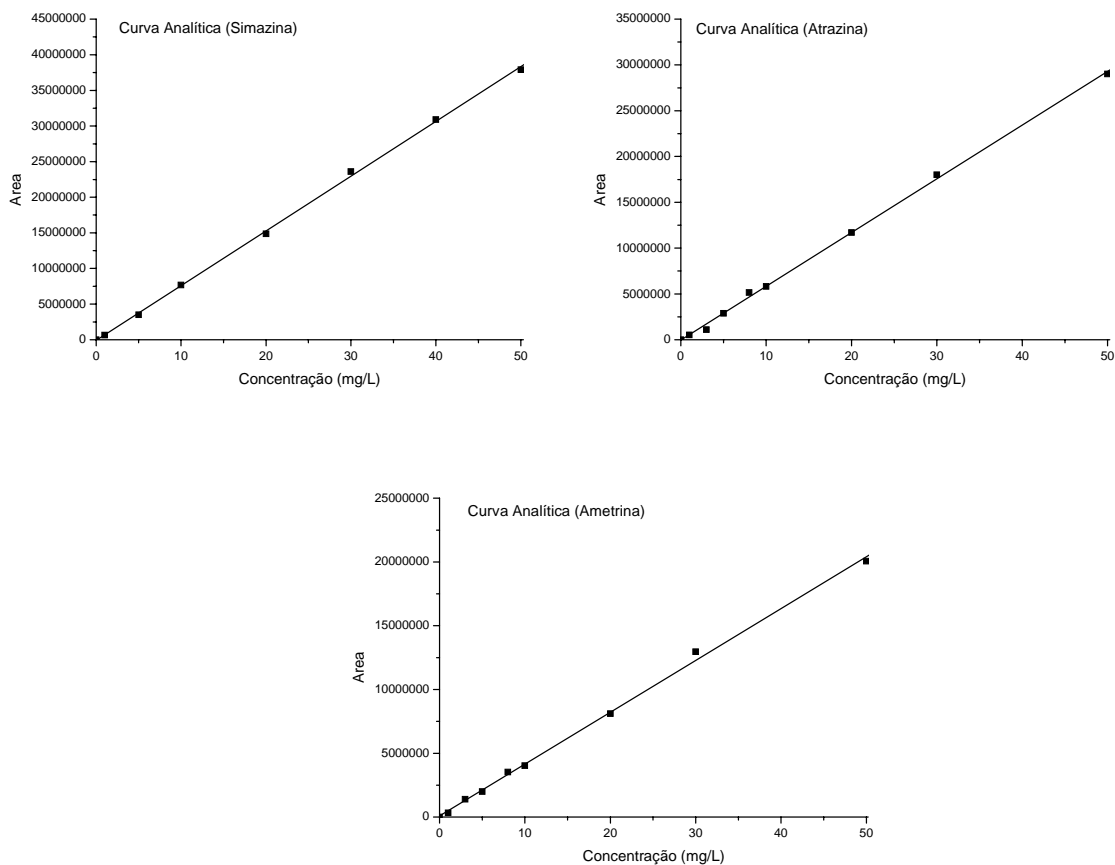 Curva Analítica (Simazina)
45000000
40000000
35000000
30000000
25000000
20000000
15000000
10000000
5000000
0
Area
0 10 20 30 40 50
Concentração (mg/L)
Curva Analítica (Atrazina)
35000000
30000000
25000000
20000000
15000000
10000000
5000000
0
Area
0 10 20 30 40 50
Concentração (mg/L)
Curva Analítica (Ametrina)
25000000
20000000
15000000
10000000
5000000
0
Area
0 10 20 30 40 50
Concentração (mg/L)